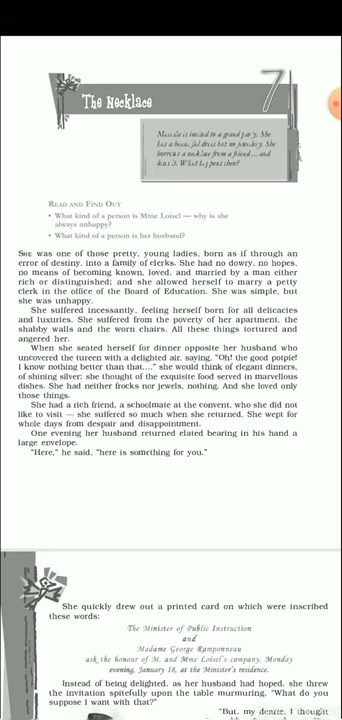 7
The Necklace
Matilda is invited to a grand party. She
has a beautiful dress but no jewellery. She
borrows a necklace from a friend...and
loses it. What happens then?
READ AND FIND OUT
• What kind of a person is Mme Loisel — why is she
always unhappy?
• What kind of a person is her husband?
SHE was one of those pretty, young ladies, born as if through an
error of destiny, into a family of clerks. She had no dowry, no hopes,
no means of becoming known, loved, and married by a man either
rich or distinguished; and she allowed herself to marry a petty
clerk in the office of the Board of Education. She was simple, but
she was unhappy.
She suffered incessantly, feeling herself born for all delicacies
and luxuries. She suffered from the poverty of her apartment, the
shabby walls and the worn chairs. All these things tortured and
angered her.
When she seated herself for dinner opposite her husband who
uncovered the tureen with a delighted air, saying, "Oh! the good potpie!
I know nothing better than that...," she would think of elegant dinners,
of shining silver; she thought of the exquisite food served in marvellous
dishes. She had neither frocks nor jewels, nothing. And she loved only
those things.
She had a rich friend, a schoolmate at the convent, who she did not
like to visit — she suffered so much when she returned. She wept for
whole days from despair and disappointment.
One evening her husband returned elated bearing in his hand a
large envelope.
"Here," he said, "here is something for you."
She quickly drew out a printed card on which were inscribed
these words:
The Minister of Public Instruction
and
Madame George Ramponneau
ask the honour of M. and Mme Loisel's company, Monday
evening, January 18, at the Minister's residence.
Instead of being delighted, as her husband had hoped, she threw
the invitation spitefully upon the table murmuring, "What do you
suppose I want with that?"
"But, my dearie, I thought